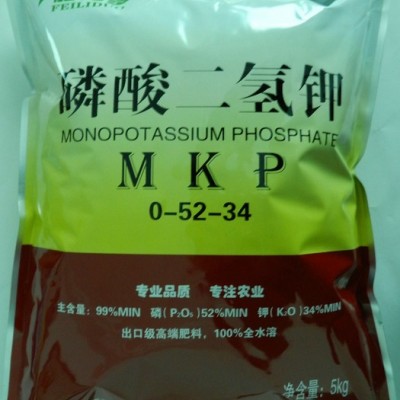 FEILIDUO
磷酸二氢钾
MONOPOTASSIUM PHOSPHATE
M K P
0-52-34
专业品质 专注农业
主含量：99%MIN 磷（P₂O₅)52%MIN 钾（K₂O)34%MIN
出口级高端肥料，100%全水溶
净含量：5kg